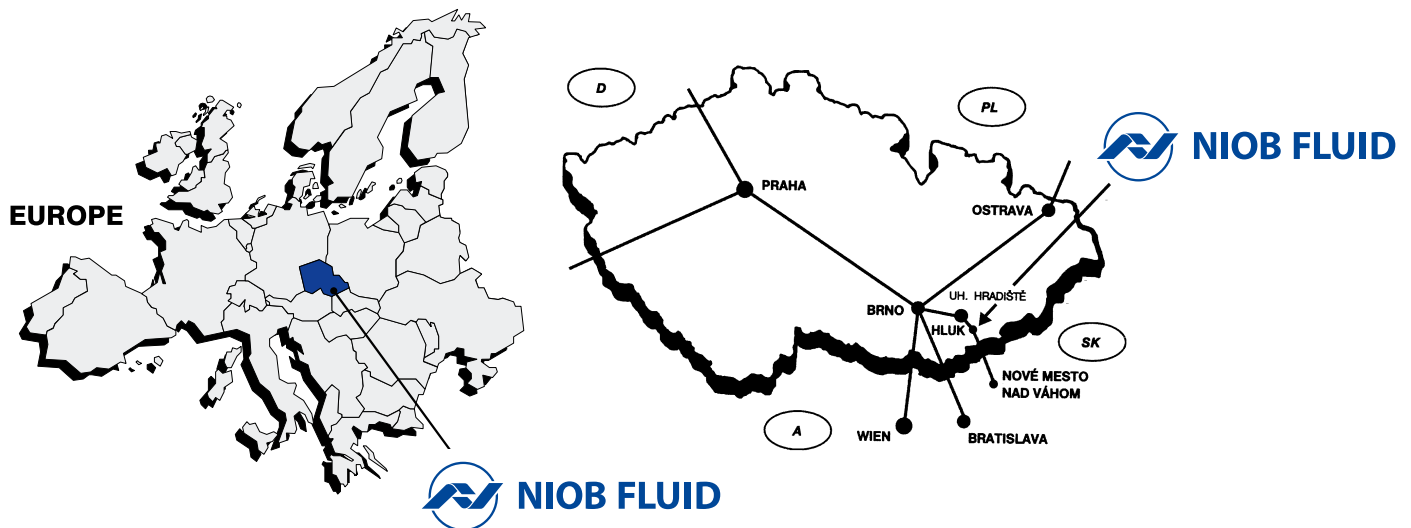 EUROPE
NIOB FLUID
D
PL
NIOB FLUID
PRAHA
OSTRAVA
UH. HRADIŠTĚ
BRNO
HLUK
SK
NOVÉ MESTO
NAD VÁHOM
A
WIEN
BRATISLAVA